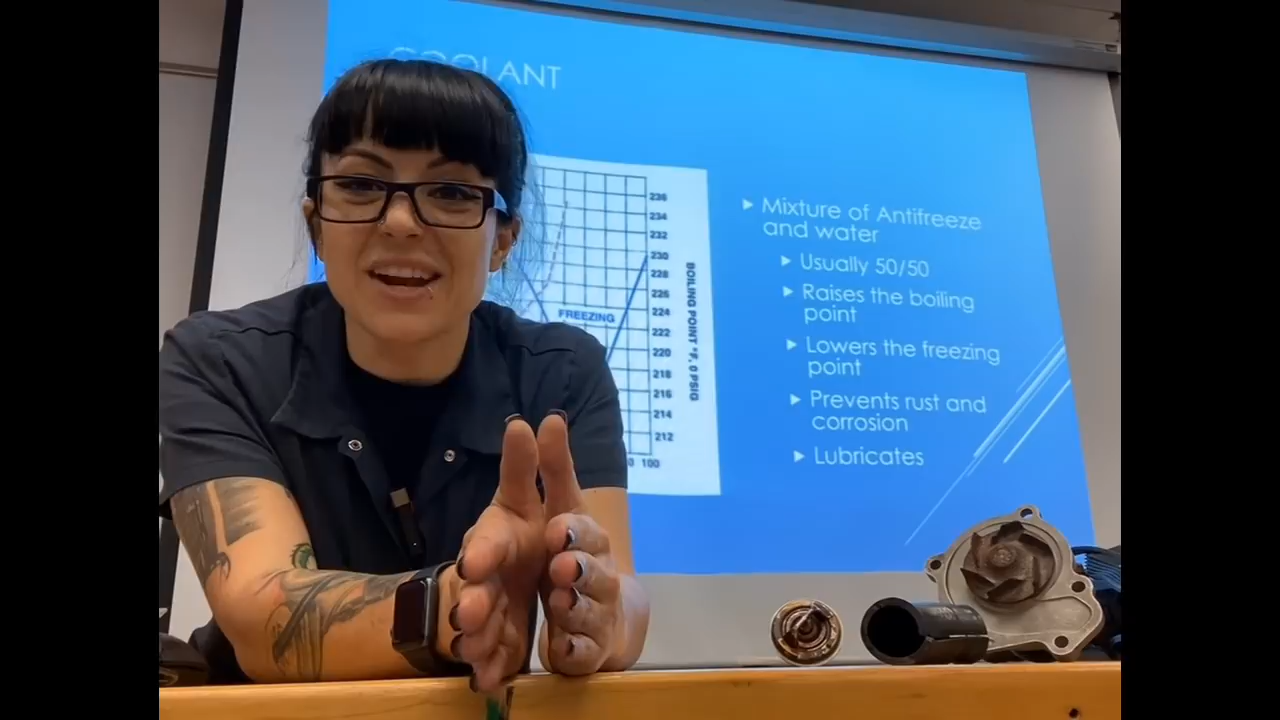 COOLANT
Mixture of Antifreeze
and water
Usually 50/50
Raises the boiling
point
Lowers the freezing
point
Prevents rust and
corrosion
Lubricates
FREEZING
236
234
232
230
228
226
224
222
220
218
216
214
212
100
BOILING POINT °F. 0 PSIG